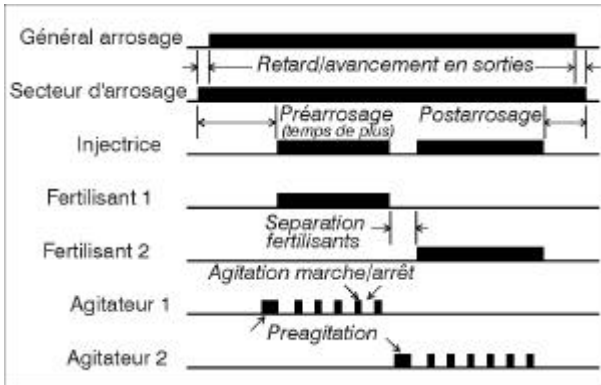 Général arrosage
Retard/avancement en sorties
Secteur d'arrosage
Préarrosage
(temps de plus)
Postarrosage
Injectrice
Fertilisant 1
Separation
fertilisants
Fertilisant 2
Agitation marche/arrêt
Agitateur 1
Preagitation
Agitateur 2